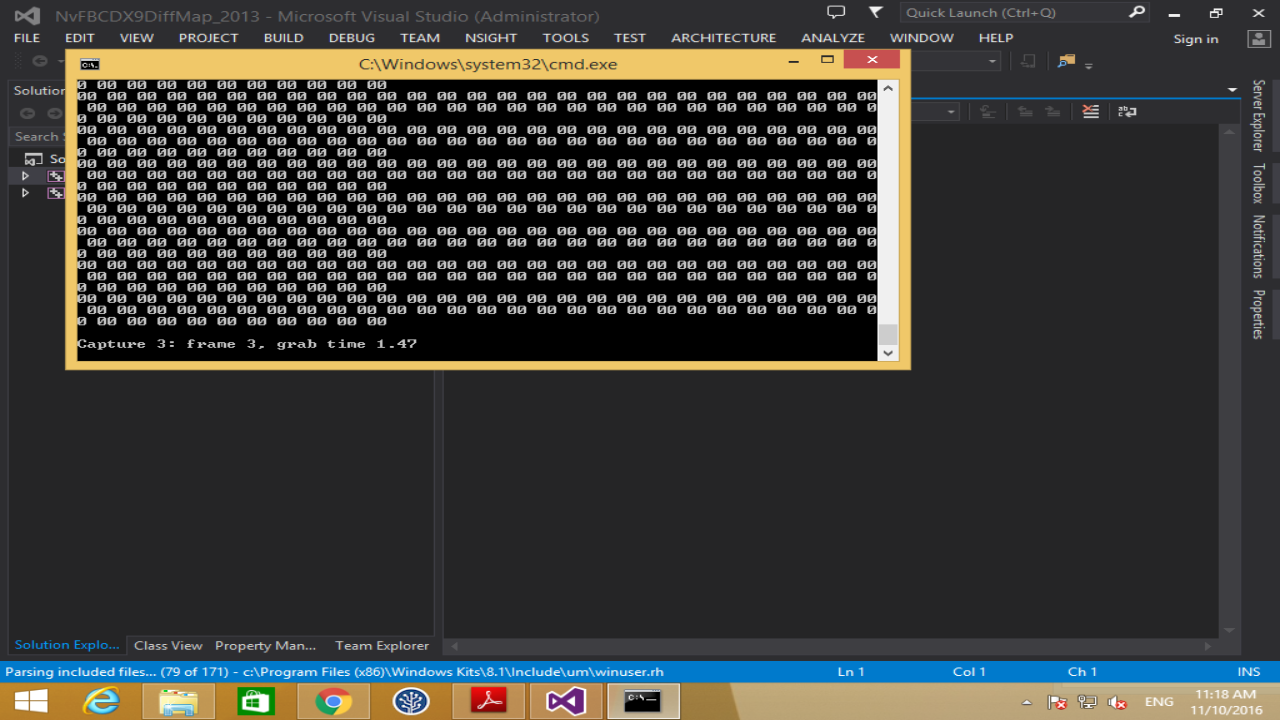 NvFBCDX9DiffMap_2013 - Microsoft Visual Studio (Administrator)
Quick Launch (Ctrl+Q)
FILE EDIT VIEW PROJECT BUILD DEBUG TEAM NSIGHT TOOLS TEST ARCHITECTURE ANALYZE WINDOW HELP
Sign in
C:\Windows\system32\cmd.exe
0 00 00 00 00 00 00 00 00 00 00
00 00 00 00 00 00 00 00 00 00 00 00 00 00 00 00 00 00 00 00 00 00 00 00 00 00 00
00 00 00 00 00 00 00 00 00 00 00 00 00 00 00 00 00 00 00 00 00 00 00 00 00 00 0
0 00 00 00 00 00 00 00 00 00 00
00 00 00 00 00 00 00 00 00 00 00 00 00 00 00 00 00 00 00 00 00 00 00 00 00 00 00
00 00 00 00 00 00 00 00 00 00 00 00 00 00 00 00 00 00 00 00 00 00 00 00 00 00 0
0 00 00 00 00 00 00 00 00 00 00
00 00 00 00 00 00 00 00 00 00 00 00 00 00 00 00 00 00 00 00 00 00 00 00 00 00 00
00 00 00 00 00 00 00 00 00 00 00 00 00 00 00 00 00 00 00 00 00 00 00 00 00 00 0
0 00 00 00 00 00 00 00 00 00 00
00 00 00 00 00 00 00 00 00 00 00 00 00 00 00 00 00 00 00 00 00 00 00 00 00 00 00
00 00 00 00 00 00 00 00 00 00 00 00 00 00 00 00 00 00 00 00 00 00 00 00 00 00 0
0 00 00 00 00 00 00 00 00 00 00
00 00 00 00 00 00 00 00 00 00 00 00 00 00 00 00 00 00 00 00 00 00 00 00 00 00 00
00 00 00 00 00 00 00 00 00 00 00 00 00 00 00 00 00 00 00 00 00 00 00 00 00 00 0
0 00 00 00 00 00 00 00 00 00 00
00 00 00 00 00 00 00 00 00 00 00 00 00 00 00 00 00 00 00 00 00 00 00 00 00 00 00
00 00 00 00 00 00 00 00 00 00 00 00 00 00 00 00 00 00 00 00 00 00 00 00 00 00 0
0 00 00 00 00 00 00 00 00 00 00
00 00 00 00 00 00 00 00 00 00 00 00 00 00 00 00 00 00 00 00 00 00 00 00 00 00 00
00 00 00 00 00 00 00 00 00 00 00 00 00 00 00 00 00 00 00 00 00 00 00 00 00 00 0
0 00 00 00 00 00 00 00 00 00 00
Capture 3: frame 3, grab time 1.47
Solution
Search S
So
Server Explorer
Toolbox
Notifications
Properties
Solution Explo... Class View Property Man... Team Explorer
Parsing included files... (79 of 171) - c:\Program Files (x86)\Windows Kits\8.1\Include\um\winuser.rh Ln 1 Col 1 Ch 1 INS
ENG
11:18 AM
11/10/2016